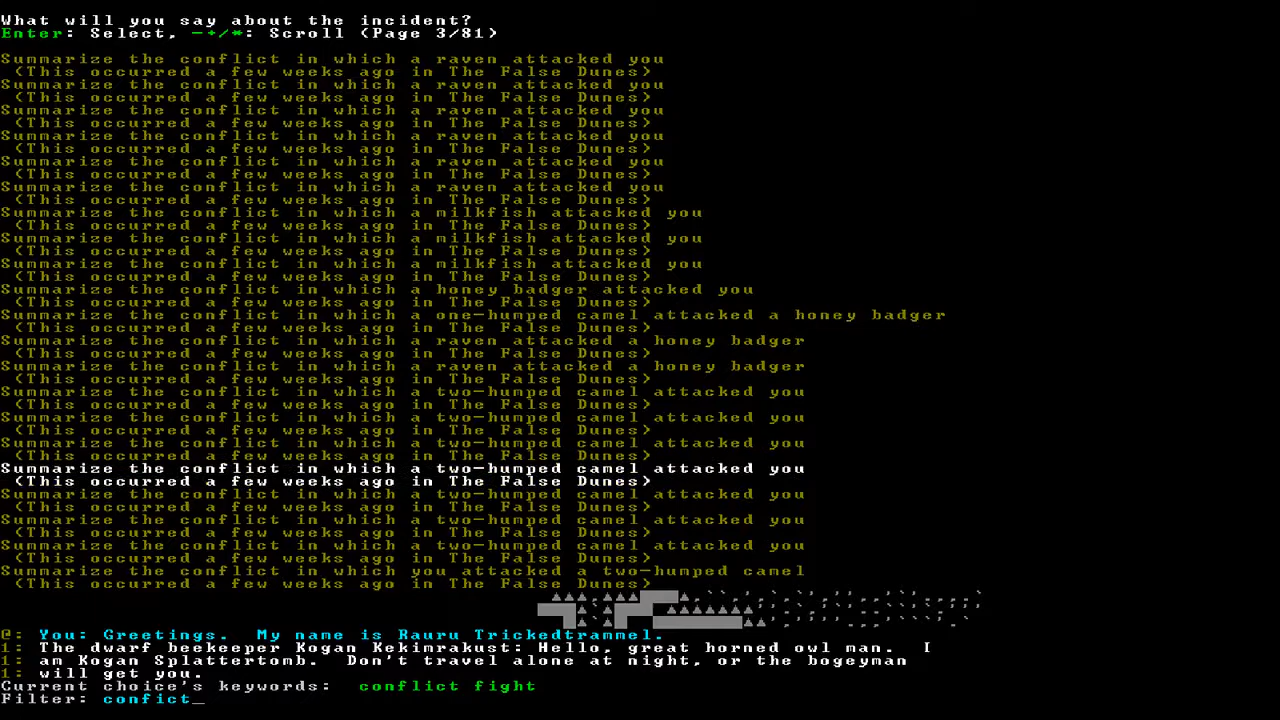 What will you say about the incident?
Enter: Select, -+/*: Scroll (Page 3/81)
Summarize the conflict in which a raven attacked you
(This occurred a few weeks ago in The False Dunes)
Summarize the conflict in which a raven attacked you
(This occurred a few weeks ago in The False Dunes)
Summarize the conflict in which a raven attacked you
(This occurred a few weeks ago in The False Dunes)
Summarize the conflict in which a raven attacked you
(This occurred a few weeks ago in The False Dunes)
Summarize the conflict in which a raven attacked you
(This occurred a few weeks ago in The False Dunes)
Summarize the conflict in which a raven attacked you
(This occurred a few weeks ago in The False Dunes)
Summarize the conflict in which a milkfish attacked you
(This occurred a few weeks ago in The False Dunes)
Summarize the conflict in which a milkfish attacked you
(This occurred a few weeks ago in The False Dunes)
Summarize the conflict in which a milkfish attacked you
(This occurred a few weeks ago in The False Dunes)
Summarize the conflict in which a honey badger attacked you
(This occurred a few weeks ago in The False Dunes)
Summarize the conflict in which a one-humped camel attacked a honey badger
(This occurred a few weeks ago in The False Dunes)
Summarize the conflict in which a raven attacked a honey badger
(This occurred a few weeks ago in The False Dunes)
Summarize the conflict in which a raven attacked a honey badger
(This occurred a few weeks ago in The False Dunes)
Summarize the conflict in which a two-humped camel attacked you
(This occurred a few weeks ago in The False Dunes)
Summarize the conflict in which a two-humped camel attacked you
(This occurred a few weeks ago in The False Dunes)
Summarize the conflict in which a two-humped camel attacked you
(This occurred a few weeks ago in The False Dunes)
Summarize the conflict in which a two-humped camel attacked you
(This occurred a few weeks ago in The False Dunes)
Summarize the conflict in which a two-humped camel attacked you
(This occurred a few weeks ago in The False Dunes)
Summarize the conflict in which a two-humped camel attacked you
(This occurred a few weeks ago in The False Dunes)
Summarize the conflict in which a two-humped camel attacked you
(This occurred a few weeks ago in The False Dunes)
Summarize the conflict in which you attacked a two-humped camel
(This occurred a few weeks ago in The False Dunes)
@: You: Greetings.  My name is Rauru Trickedtrammel.
1: The dwarf beekeeper Kogan Kekimrakust: Hello, great horned owl man.  I
1: am Kogan Splattertomb.  Don't travel alone at night, or the bogeyman
1: will get you.
Current choice's keywords:  conflict fight
Filter: confict_